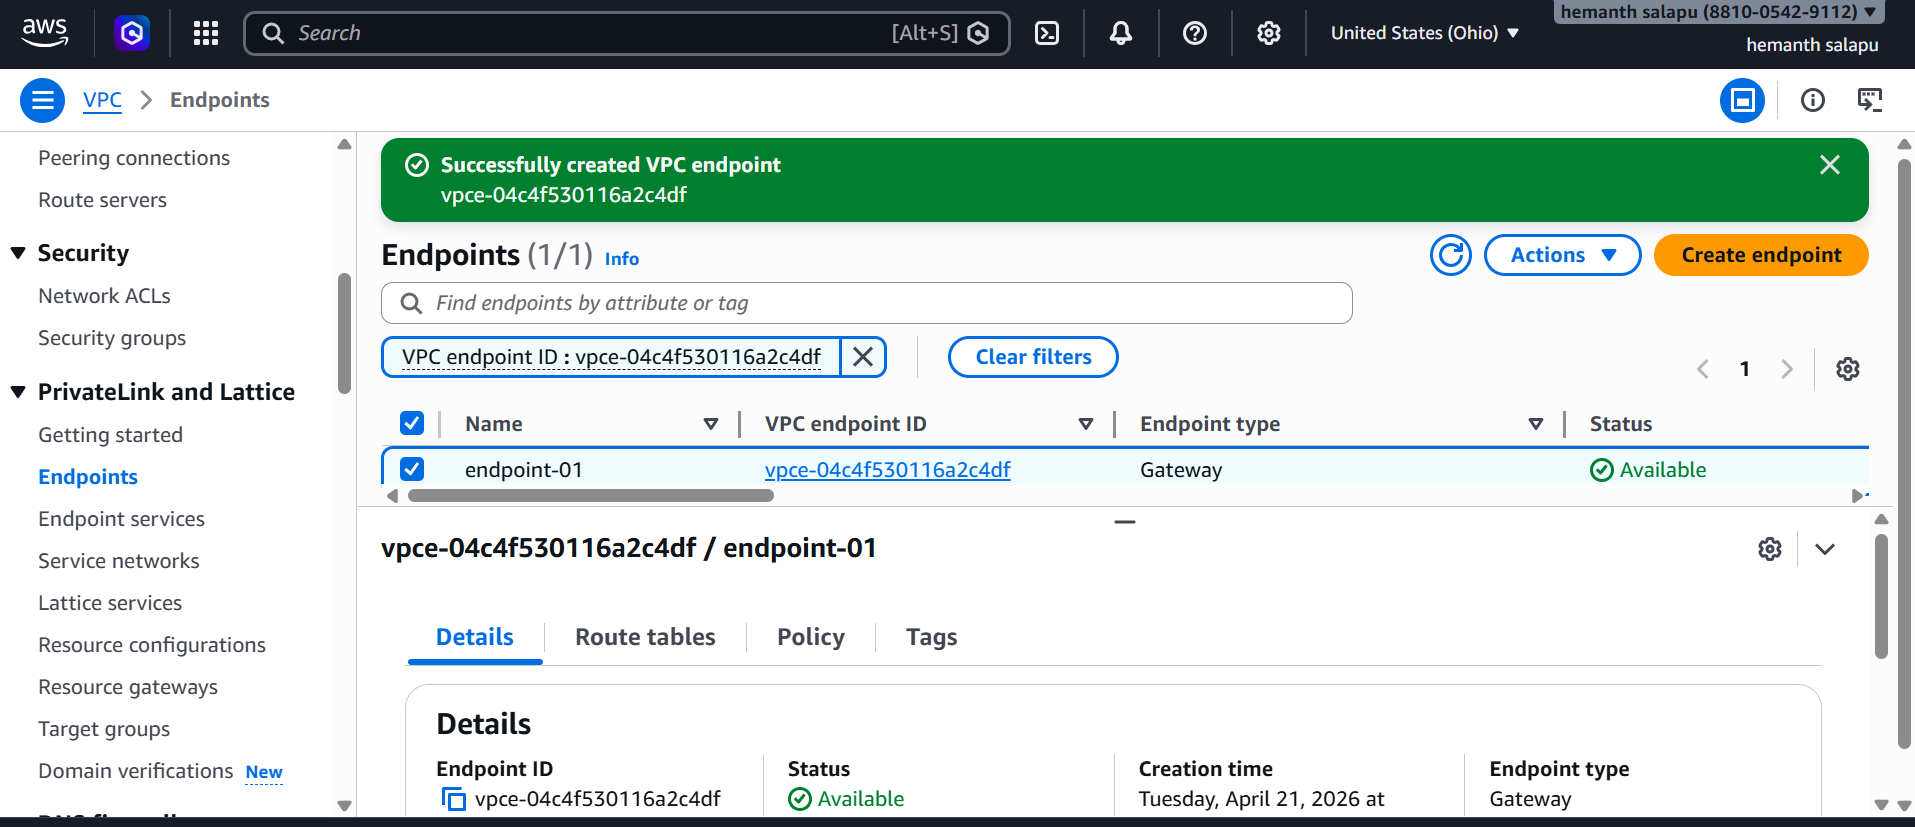 aws
Search
[Alt+S]
United States (Ohio)
hemanth salapu (8810-0542-9112)
hemanth salapu
VPC
Endpoints
Peering connections
Route servers
Security
Network ACLs
Security groups
PrivateLink and Lattice
Getting started
Endpoints
Endpoint services
Service networks
Lattice services
Resource configurations
Resource gateways
Target groups
Domain verifications New
Successfully created VPC endpoint
vpce-04c4f530116a2c4df
Endpoints (1/1) Info
Actions
Create endpoint
Find endpoints by attribute or tag
VPC endpoint ID : vpce-04c4f530116a2c4df
Clear filters
1
Name VPC endpoint ID Endpoint type Status
endpoint-01 vpce-04c4f530116a2c4df Gateway Available
vpce-04c4f530116a2c4df / endpoint-01
Details Route tables Policy Tags
Details
Endpoint ID
vpce-04c4f530116a2c4df
Status
Available
Creation time
Tuesday, April 21, 2026 at
Endpoint type
Gateway